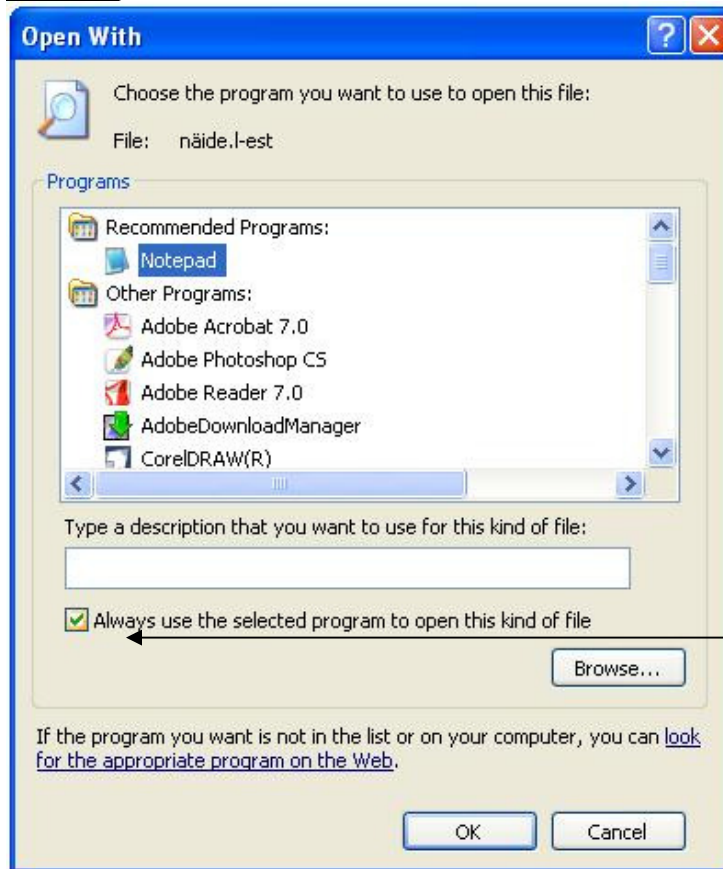 Open With
Choose the program you want to use to open this file:
File: näide.l-est
Programs
Recommended Programs:
Notepad
Other Programs:
Adobe Acrobat 7.0
Adobe Photoshop CS
Adobe Reader 7.0
AdobeDownloadManager
CorelDRAW(R)
Type a description that you want to use for this kind of file:
Always use the selected program to open this kind of file
Browse...
If the program you want is not in the list or on your computer, you can look
for the appropriate program on the Web.
OK Cancel